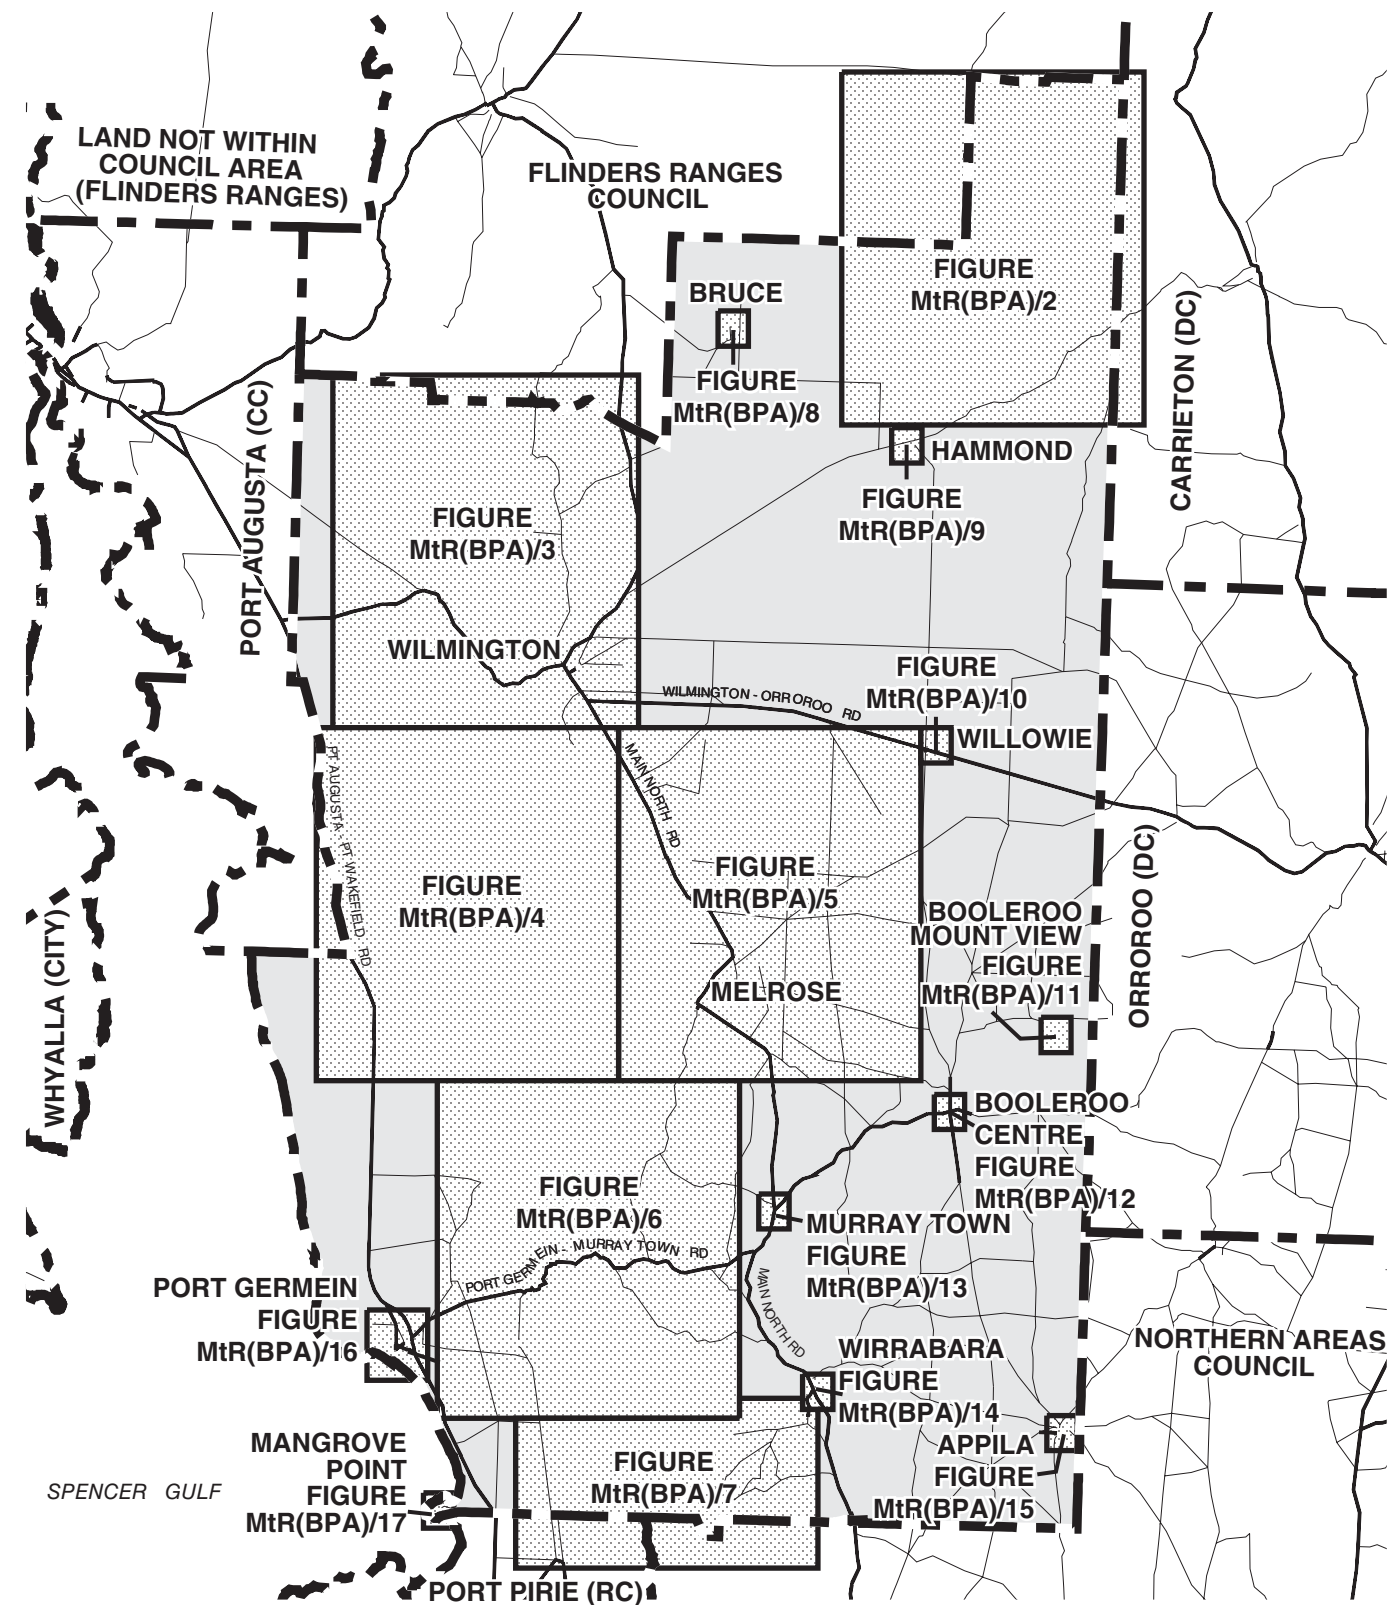 LAND NOT WITHIN
COUNCIL AREA
(FLINDERS RANGES)
FLINDERS RANGES
COUNCIL
FIGURE
MtR(BPA)/2
BRUCE
FIGURE
MtR(BPA)/8
CARRIETON (DC)
PORT AUGUSTA (CC)
HAMMOND
FIGURE
MtR(BPA)/9
FIGURE
MtR(BPA)/3
WILMINGTON
FIGURE
MtR(BPA)/10
WILMINGTON - ORROROO RD
WILLOWIE
PT AUGUSTA - PT WAKEFIELD RD
MAIN NORTH RD
FIGURE
MtR(BPA)/4
FIGURE
MtR(BPA)/5
ORROROO (DC)
BOOLEROO
MOUNT VIEW
FIGURE
MtR(BPA)/11
MELROSE
WHYALLA (CITY)
BOOLEROO
CENTRE
FIGURE
MtR(BPA)/12
FIGURE
MtR(BPA)/6
MURRAY TOWN
FIGURE
MtR(BPA)/13
PORT GERMEIN - MURRAY TOWN RD
MAIN NORTH RD
PORT GERMEIN
FIGURE
MtR(BPA)/16
NORTHERN AREAS
COUNCIL
WIRRABARA
FIGURE
MtR(BPA)/14
APPILA
FIGURE
MtR(BPA)/15
MANGROVE
POINT
FIGURE
MtR(BPA)/17
FIGURE
MtR(BPA)/7
SPENCER GULF
PORT PIRIE (RC)